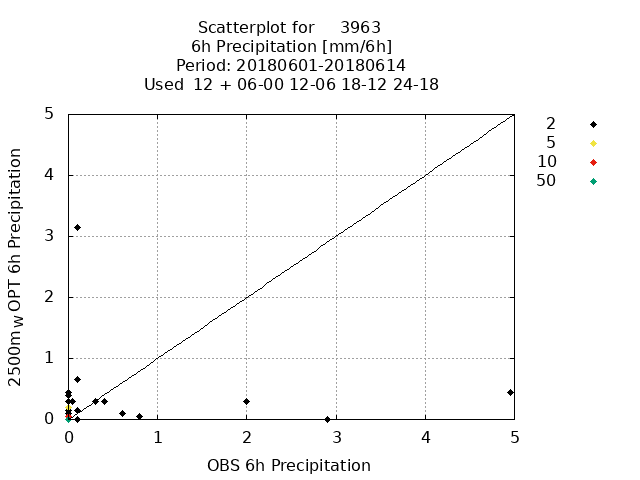 Scatterplot for 3963
6h Precipitation [mm/6h]
Period: 20180601-20180614
Used 12 + 06-00 12-06 18-12 24-18
5
4
3
2
1
0
0 1 2 3 4 5
2500mw OPT 6h Precipitation
OBS 6h Precipitation
2
5
10
50